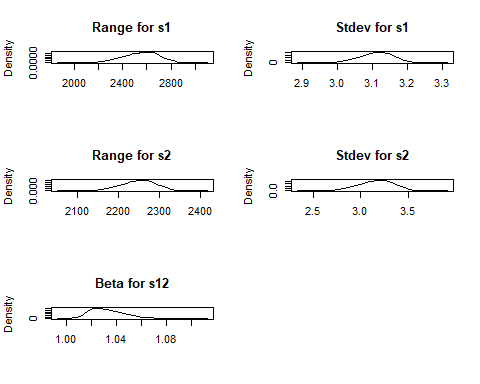 Range for s1
Density
0.0000
2000 2400 2800
Stdev for s1
Density
0
2.9 3.0 3.1 3.2 3.3
Range for s2
Density
0.000
2100 2200 2300 2400
Stdev for s2
Density
0.0
2.5 3.0 3.5
Beta for s12
Density
0
1.00 1.04 1.08